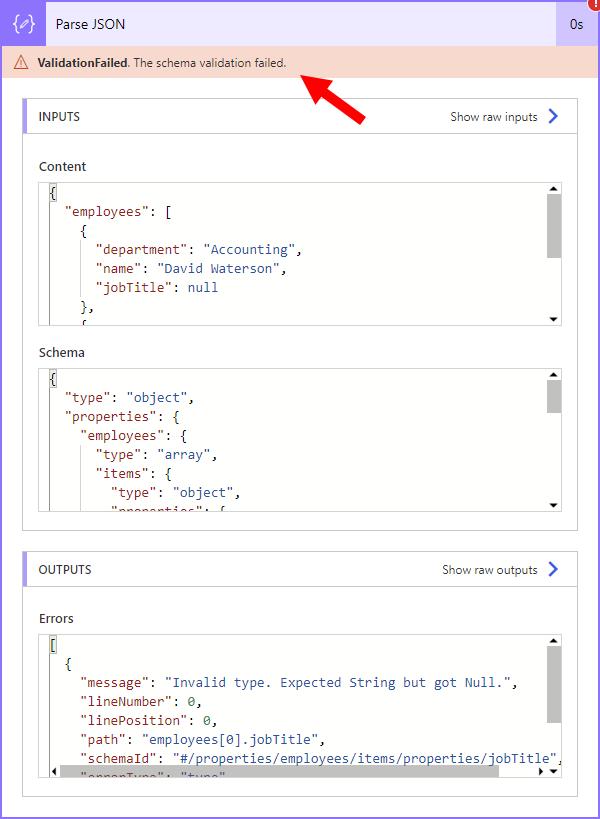 Parse JSON 0s
ValidationFailed. The schema validation failed.
INPUTS Show raw inputs
Content
{
"employees": [
{
"department": "Accounting",
"name": "David Waterson",
"jobTitle": null
},
{
Schema
{
"type": "object",
"properties": {
"employees": {
"type": "array",
"items": {
"type": "object",
"properties": {
OUTPUTS Show raw outputs
Errors
[
{
"message": "Invalid type. Expected String but got Null.",
"lineNumber": 0,
"linePosition": 0,
"path": "employees[0].jobTitle",
"schemaId": "#/properties/employees/items/properties/jobTitle",
"errorType": "type"